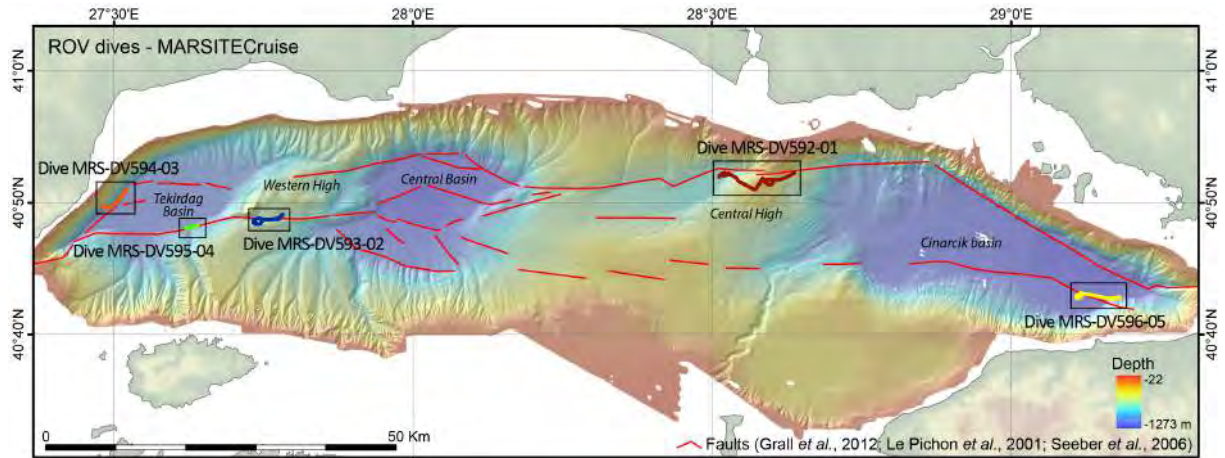 27°30'E
28°0'E
28°30'E
29°0'E
ROV dives - MARSITECruise
41°0'N
41°0'N
Dive MRS-DV592-01
Dive MRS-DV594-03
Western High
Central Basin
Tekirdag
Basin
40°50'N
40°50'N
Central High
Dive MRS-DV593-02
Dive MRS-DV595-04
Cinarcik basin
Dive MRS-DV596-05
40°40'N
40°40'N
Depth
-22
-1273 m
0
50 Km
Faults (Grall et al., 2012; Le Pichon et al., 2001; Seeber et al., 2006)